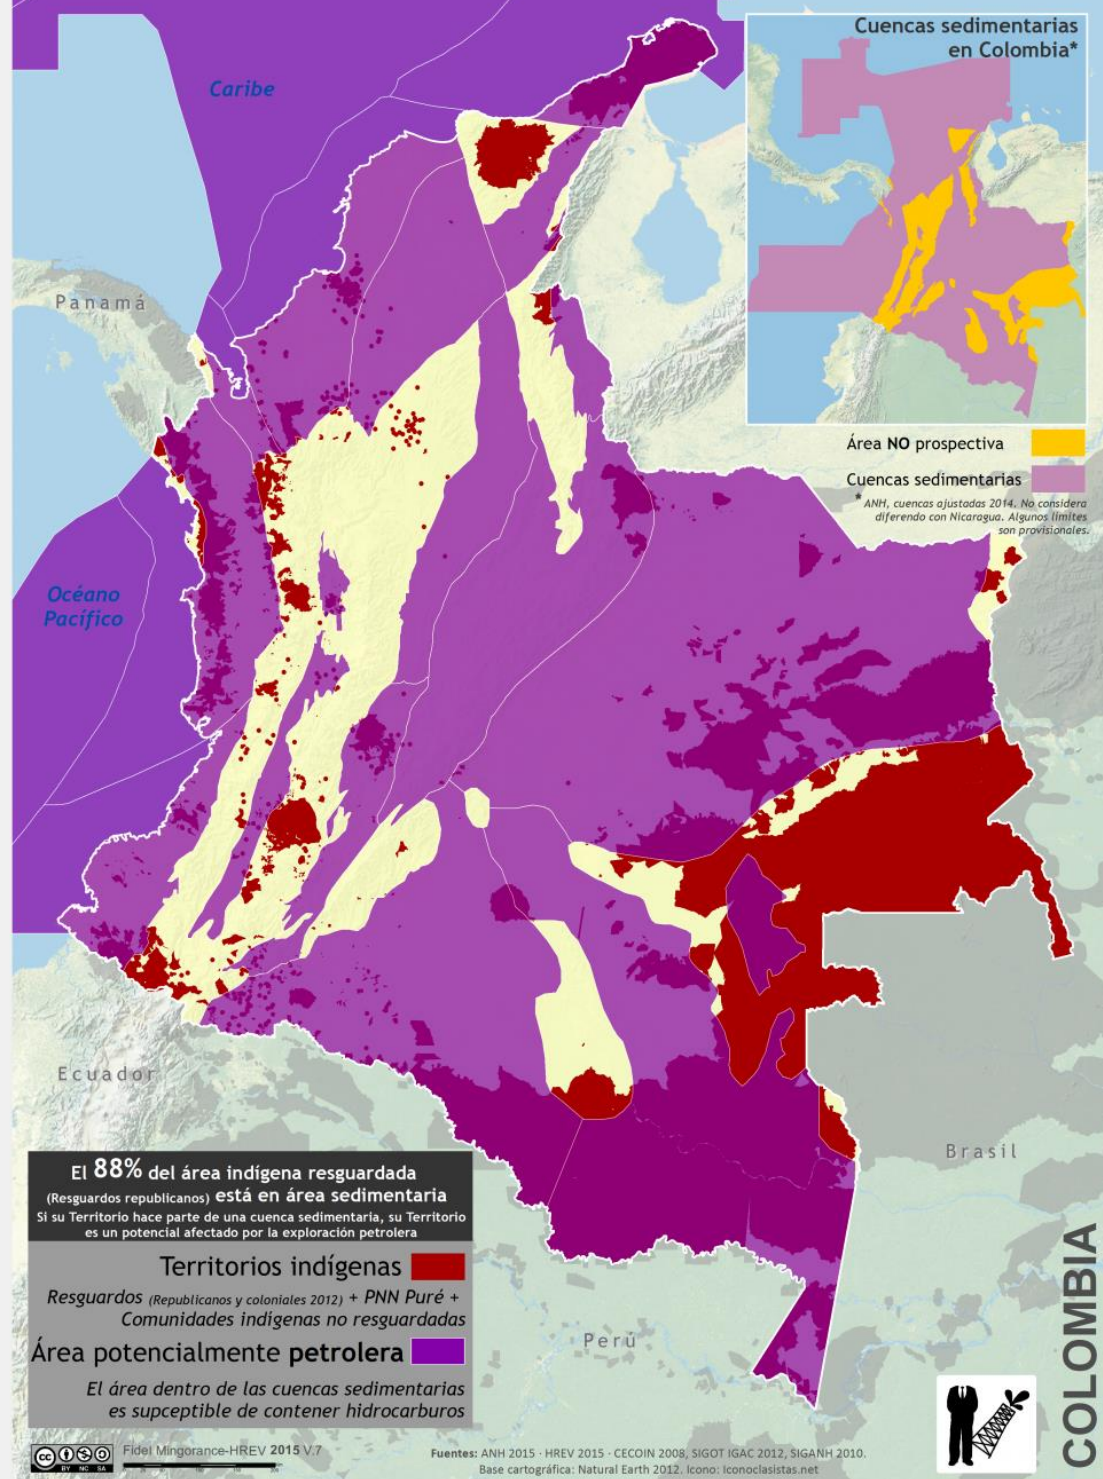 Cuencas sedimentarias
en Colombia*
Caribe
Panamá
Área NO prospectiva
Cuencas sedimentarias
* ANH, cuencas ajustadas 2014. No considera
diferendo con Nicaragua. Algunos límites
son provisionales.
Océano
Pacífico
Ecuador
Brasil
El 88% del área indígena resguardada
(Resguardos republicanos) está en área sedimentaria
Si su Territorio hace parte de una cuenca sedimentaria, su Territorio
es un potencial afectado por la exploración petrolera
Territorios indígenas
Resguardos (Republicanos y coloniales 2012) + PNN Puré +
Comunidades indígenas no resguardadas
Área potencialmente petrolera
El área dentro de las cuencas sedimentarias
es supceptible de contener hidrocarburos
Perú
COLOMBIA
cc BY NC SA
Fidel Mingorance-HREV 2015 V.7
Fuentes: ANH 2015 · HREV 2015 · CECOIN 2008, SIGOT IGAC 2012, SIGANH 2010.
Base cartográfica: Natural Earth 2012. Icono: Iconoclasistas.net